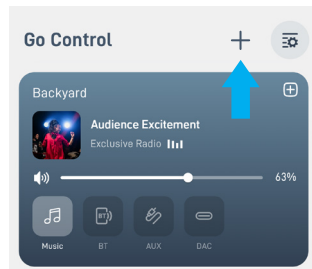 Go Control
Backyard
Audience Excitement
Exclusive Radio
63%
BT
Music BT AUX DAC